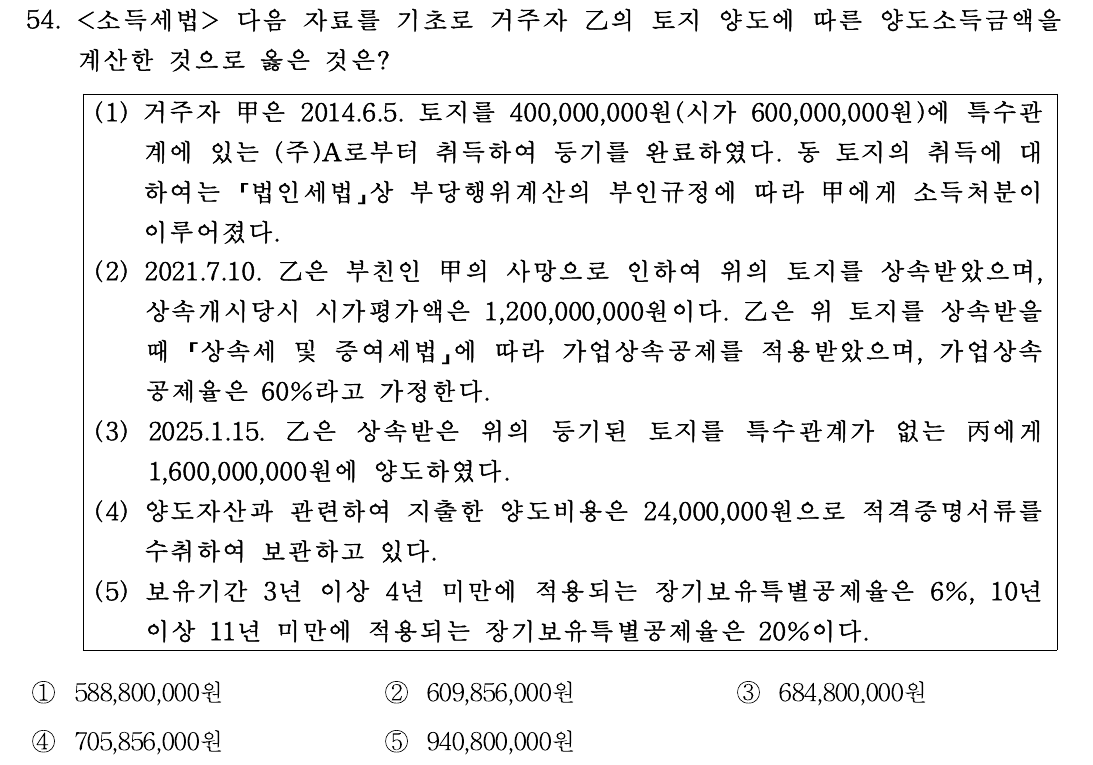 54. <소득세법> 다음 자료를 기초로 거주자 乙의 토지 양도에 따른 양도소득금액을
계산한 것으로 옳은 것은?
(1) 거주자 甲은 2014.6.5. 토지를 400,000,000원(시가 600,000,000원)에 특수관
계에 있는 (주)A로부터 취득하여 등기를 완료하였다. 동 토지의 취득에 대
하여는 「법인세법」상 부당행위계산의 부인규정에 따라 甲에게 소득처분이
이루어졌다.
(2) 2021.7.10. 乙은 부친인 甲의 사망으로 인하여 위의 토지를 상속받았으며,
상속개시당시 시가평가액은 1,200,000,000원이다. 乙은 위 토지를 상속받을
때 「상속세 및 증여세법」에 따라 가업상속공제를 적용받았으며, 가업상속
공제율은 60%라고 가정한다.
(3) 2025.1.15. 乙은 상속받은 위의 등기된 토지를 특수관계가 없는 丙에게
1,600,000,000원에 양도하였다.
(4) 양도자산과 관련하여 지출한 양도비용은 24,000,000원으로 적격증명서류를
수취하여 보관하고 있다.
(5) 보유기간 3년 이상 4년 미만에 적용되는 장기보유특별공제율은 6%, 10년
이상 11년 미만에 적용되는 장기보유특별공제율은 20%이다.
① 588,800,000원 ② 609,856,000원 ③ 684,800,000원
④ 705,856,000원 ⑤ 940,800,000원